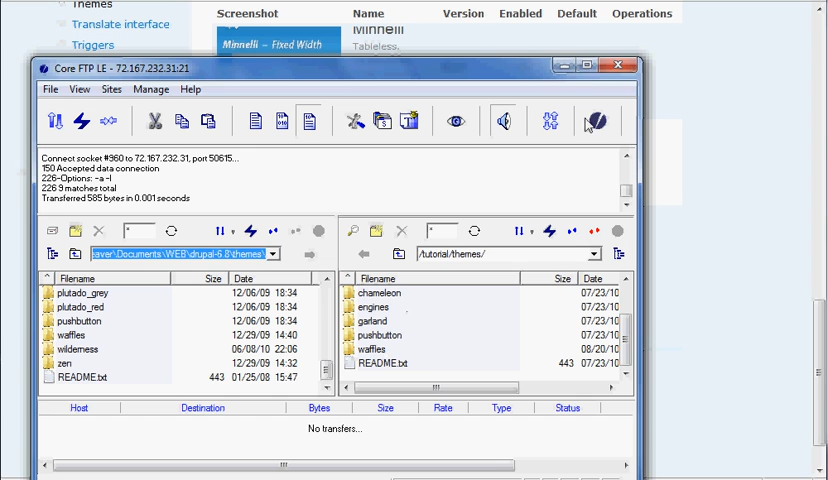 Themes
Translate interface
Triggers
Screenshot Name Version Enabled Default Operations
Minnelli
Minnelli – Fixed Width
Tableless,
Core FTP LE - 72.167.232.31:21
File View Sites Manage Help
Connect socket #960 to 72.167.232.31, port 50615...
150 Accepted data connection
226-Options: -a -l
226 9 matches total
Transferred 585 bytes in 0.001 seconds
eaver\Documents\WEB\drupal-6.8\themes\
/tutorial/themes/
Filename Size Date
plutado_grey 12/06/09 18:34
plutado_red 12/06/09 18:34
pushbutton 12/06/09 18:34
waffles 12/29/09 14:40
wilderness 06/08/10 22:06
zen 12/29/09 14:32
README.txt 443 01/25/08 15:47
Filename Size Date
chameleon 07/23/10
engines 07/23/10
garland 07/23/10
pushbutton 07/23/10
waffles 08/20/10
README.txt 443 07/23/10
Host Destination Bytes Size Rate Type Status
No transfers...